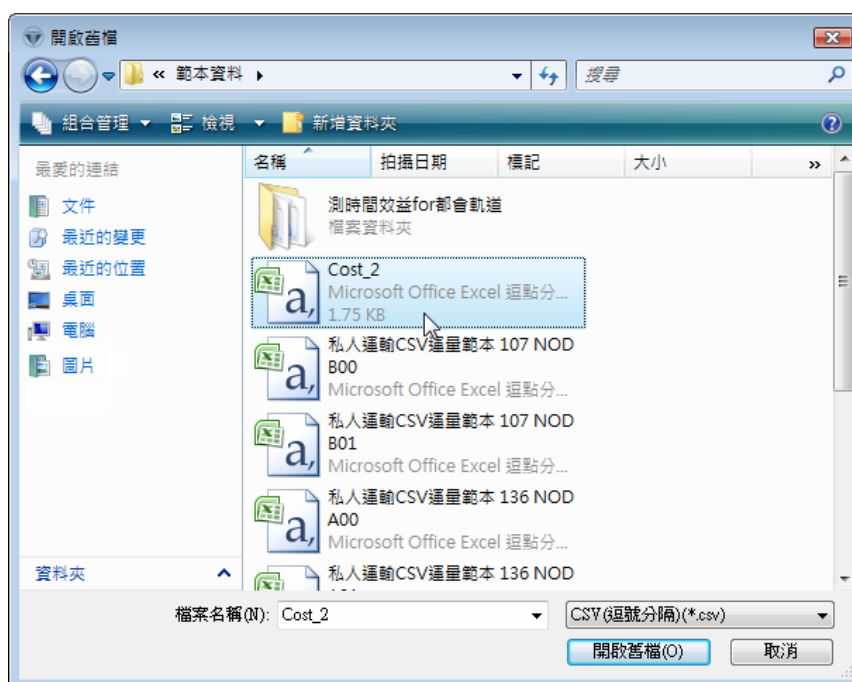 開啟舊檔
« 範本資料
搜尋
組合管理 檢視 新增資料夾
最愛的連結
文件
最近的變更
最近的位置
桌面
電腦
圖片
資料夾
名稱 拍攝日期 標記 大小 »
測時間效益for都會軌道
檔案資料夾
Cost_2
Microsoft Office Excel 逗點分...
1.75 KB
私人運輸CSV運量範本 107 NOD
B00
Microsoft Office Excel 逗點分...
私人運輸CSV運量範本 107 NOD
B01
Microsoft Office Excel 逗點分...
私人運輸CSV運量範本 136 NOD
A00
Microsoft Office Excel 逗點分...
私人運輸CSV運量範本 136 NOD
檔案名稱(N): Cost_2 CSV(逗號分隔)(*.csv)
開啟舊檔(O) 取消